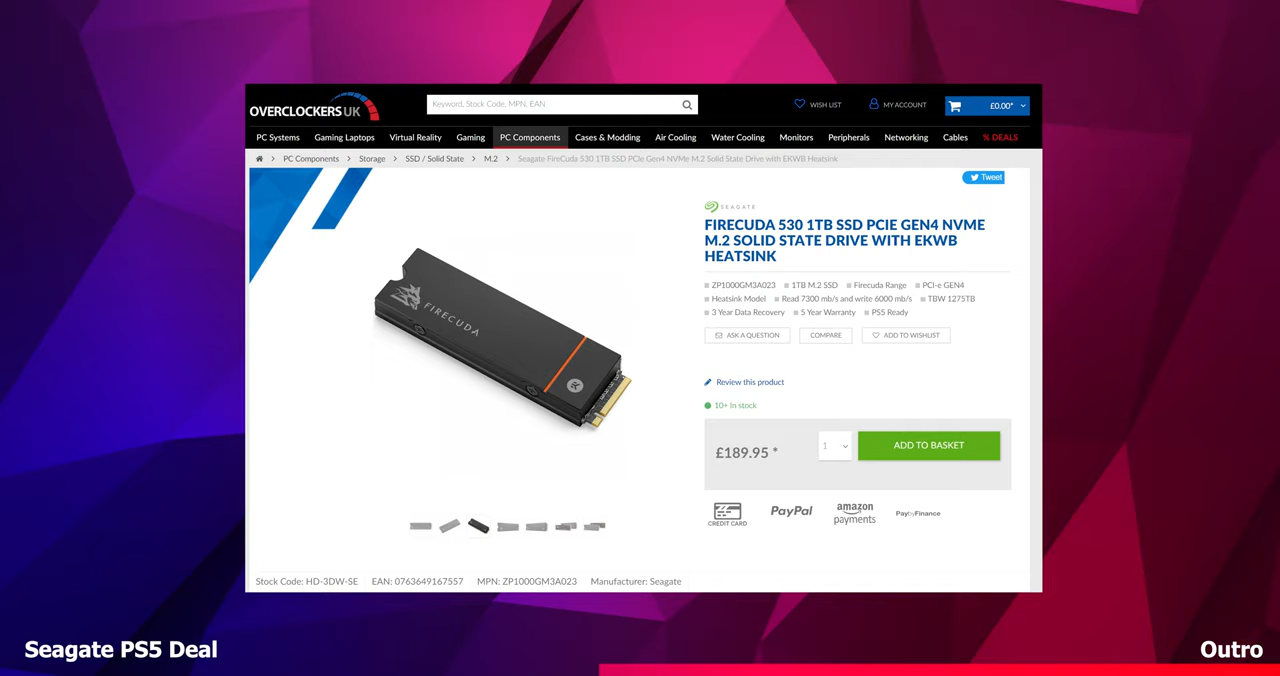 OVERCLOCKERS UK
Keyword, Stock Code, MPN, EAN
WISH LIST
MY ACCOUNT
£0.00*
PC Systems
Gaming Laptops
Virtual Reality
Gaming
PC Components
Cases & Modding
Air Cooling
Water Cooling
Monitors
Peripherals
Networking
Cables
% DEALS
PC Components > Storage > SSD / Solid State > M.2 > Seagate FireCuda 530 1TB SSD PCIe Gen4 NVMe M.2 Solid State Drive with EKWB Heatsink
Tweet
SEAGATE
FIRECUDA 530 1TB SSD PCIE GEN4 NVME
M.2 SOLID STATE DRIVE WITH EKWB
HEATSINK
ZP1000GM3A023 1TB M.2 SSD Firecuda Range PCI-e GEN4
Heatsink Model Read 7300 mb/s and write 6000 mb/s TBW 1275TB
3 Year Data Recovery 5 Year Warranty PS5 Ready
ASK A QUESTION
COMPARE
ADD TO WISHLIST
FIRECUDA
Review this product
10+ In stock
£189.95 *
1
ADD TO BASKET
CREDIT CARD
PayPal
amazon
payments
PayByFinance
Stock Code: HD-3DW-SE
EAN: 0763649167557
MPN: ZP1000GM3A023
Manufacturer: Seagate
Seagate PS5 Deal
Outro